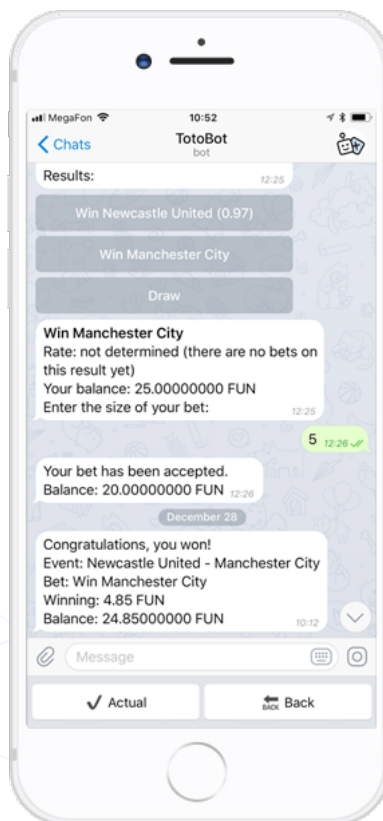 MegaFon 10:52
Chats
TotoBot
bot
Results:
12:25
Win Newcastle United (0.97)
Win Manchester City
Draw
Win Manchester City
Rate: not determined (there are no bets on
this result yet)
Your balance: 25.00000000 FUN
Enter the size of your bet:
12:25
5 12:26
Your bet has been accepted.
Balance: 20.00000000 FUN 12:26
December 28
Congratulations, you won!
Event: Newcastle United - Manchester City
Bet: Win Manchester City
Winning: 4.85 FUN
Balance: 24.85000000 FUN 10:12
Message
Actual
BACK Back